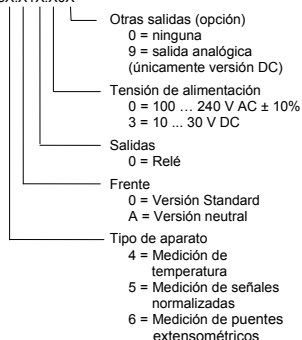 Otras salidas (opción)
0 = ninguna
9 = salida analógica
(únicamente versión DC)
Tensión de alimentación
0 = 100 … 240 V AC ± 10%
3 = 10 ... 30 V DC
Salidas
0 = Relé
Frente
0 = Versión Standard
A = Versión neutral
Tipo de aparato
4 = Medición de
temperatura
5 = Medición de señales
normalizadas
6 = Medición de puentes
extensométricos